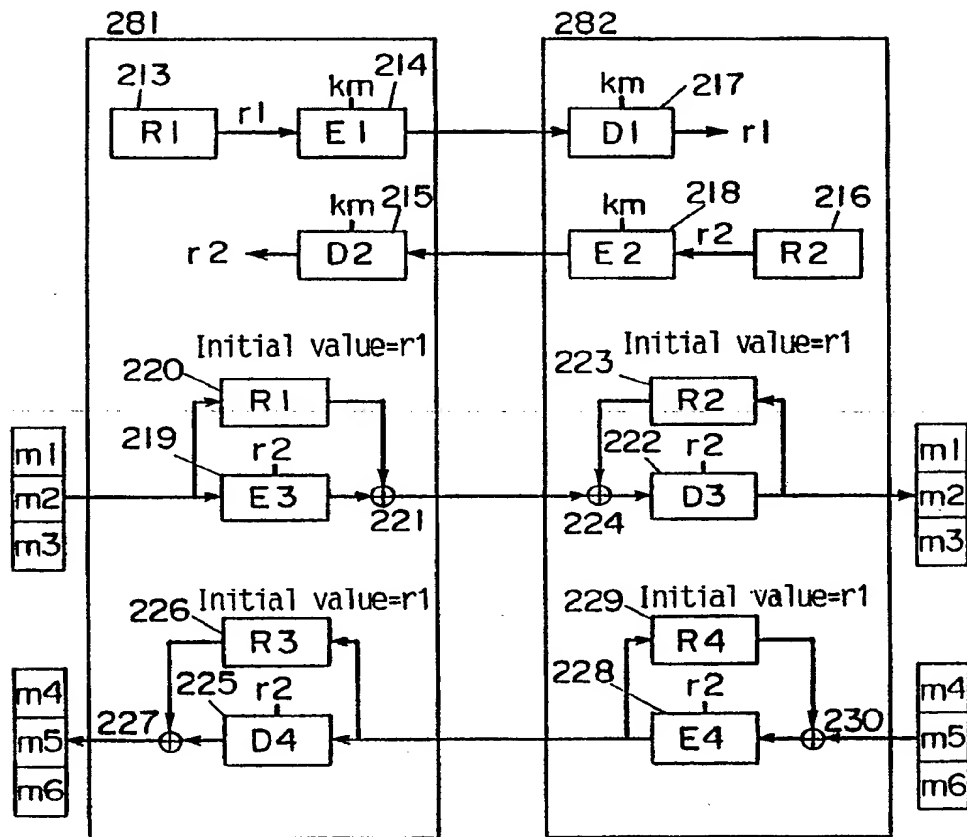 281 282
213 214 217
km km
R1 r1 E1 D1 r1
215 218 216
km km
r2 D2 E2 r2 R2
Initial value=r1 Initial value=r1
220 R1 223 R2
219 r2 222 r2
m1 m1
m2 E3 221 224 D3 m2
m3 m3
Initial value=r1 Initial value=r1
226 R3 229 R4
225 r2 228 r2
m4 m4
m5 227 D4 E4 230 m5
m6 m6